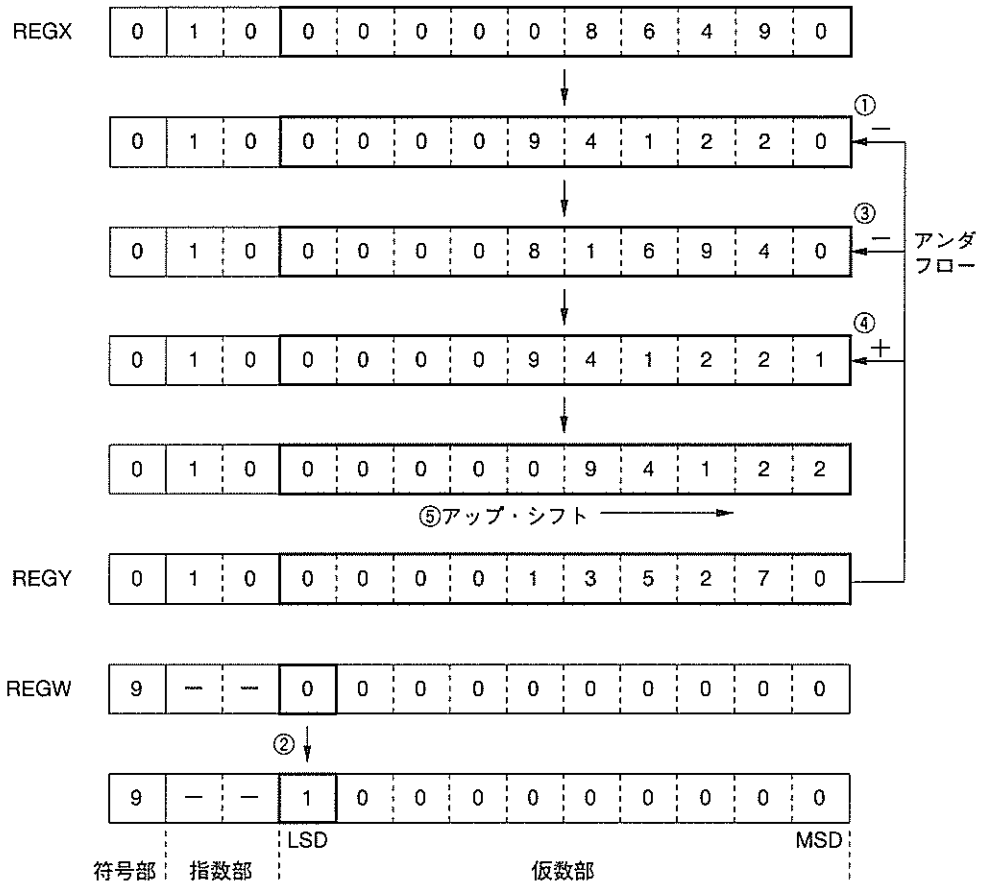 REGX 0 1 0 0 0 0 0 0 8 6 4 9 0
①
0 1 0 0 0 0 0 9 4 1 2 2 0 −
③
0 1 0 0 0 0 0 8 1 6 9 4 0 − アンダ
フロー
④
0 1 0 0 0 0 0 9 4 1 2 2 1 +
0 1 0 0 0 0 0 0 9 4 1 2 2
⑤アップ・シフト
REGY 0 1 0 0 0 0 0 1 3 5 2 7 0
REGW 9 − − 0 0 0 0 0 0 0 0 0 0
②
9 − − 1 0 0 0 0 0 0 0 0 0
LSD MSD
符号部 指数部 仮数部